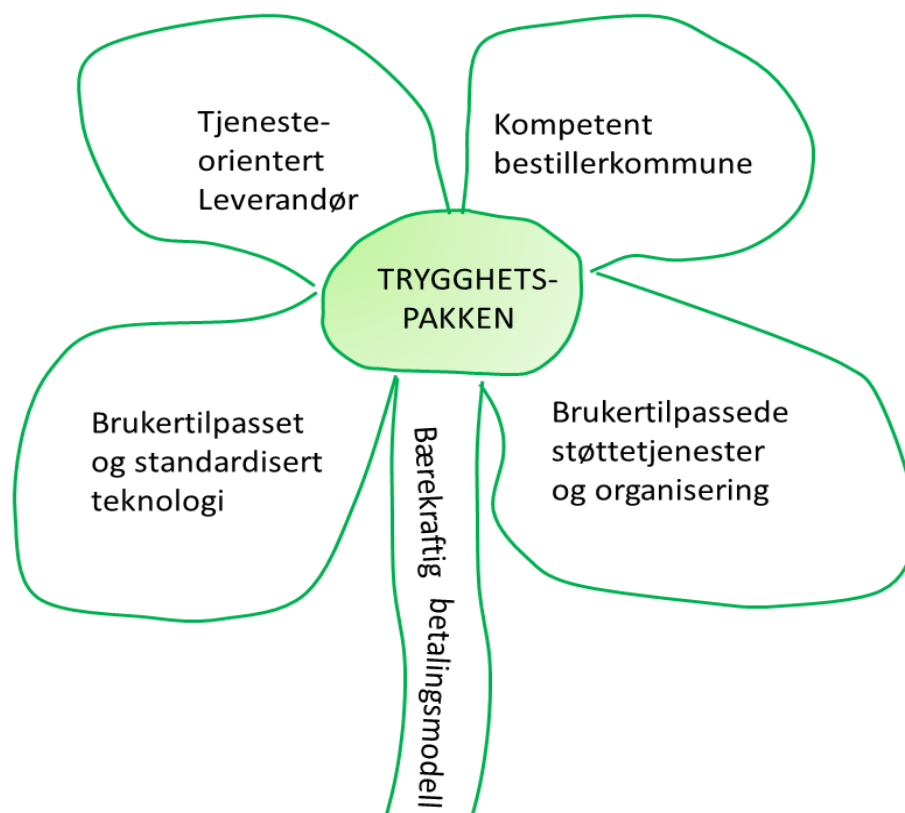 Tjeneste-
orientert
Leverandør
Kompetent
bestillerkommune
TRYGGHETS-
PAKKEN
Brukertilpasset
og standardisert
teknologi
Brukertilpassede
støttetjenester
og organisering
Bærekraftig betalingsmodell